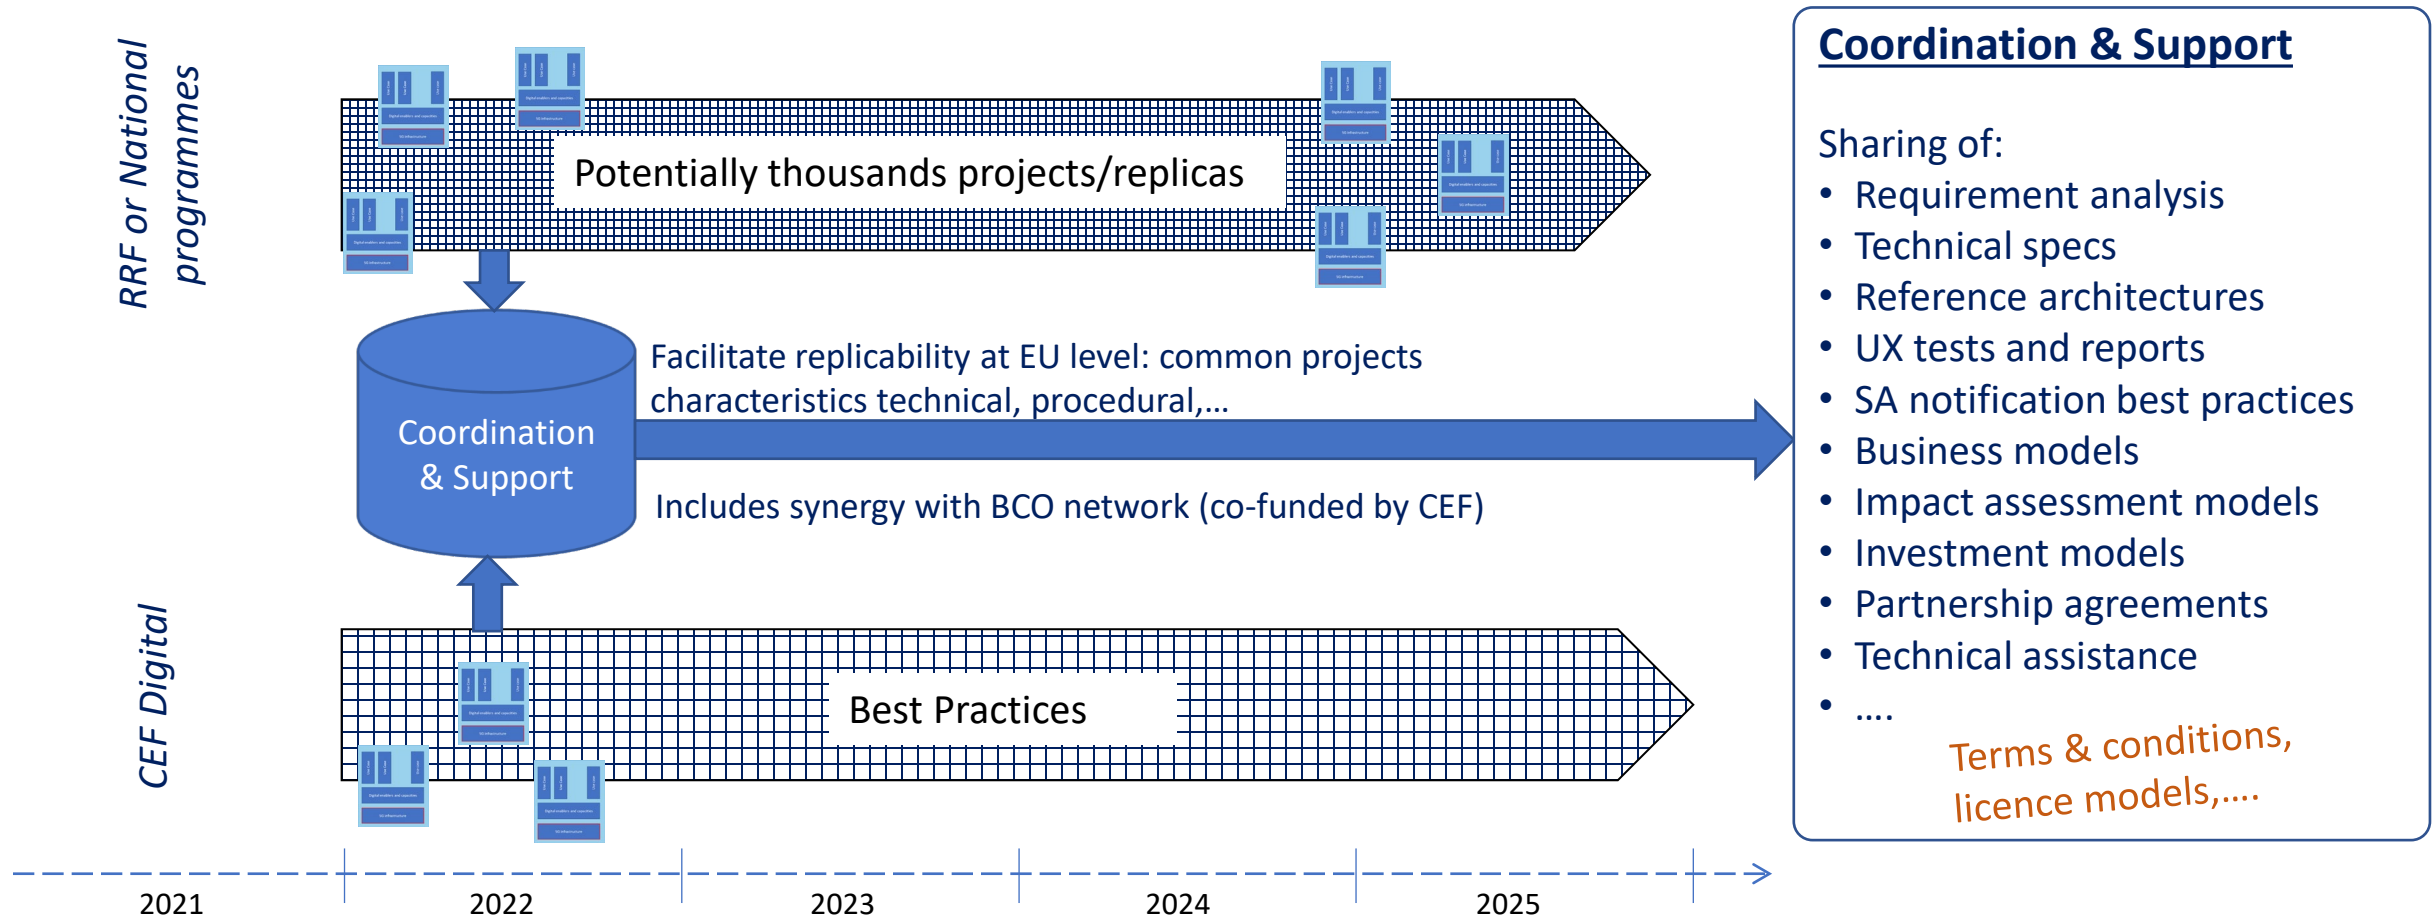 RRF or National
programmes
Potentially thousands projects/replicas
Facilitate replicability at EU level: common projects
characteristics technical, procedural,...
Coordination
& Support
Includes synergy with BCO network (co-funded by CEF)
CEF Digital
Best Practices
2021
2022
2023
2024
2025
Coordination & Support
Sharing of:
• Requirement analysis
• Technical specs
• Reference architectures
• UX tests and reports
• SA notification best practices
• Business models
• Impact assessment models
• Investment models
• Partnership agreements
• Technical assistance
• ....
Terms & conditions,
licence models,....